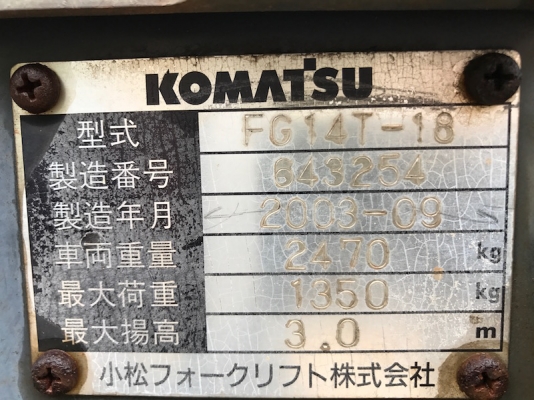 KOMATSU
型式 FG14T-18
製造番号 643254
製造年月 2003-09
車両重量 2470 kg
最大荷重 1350 kg
最大揚高 3.0 m
小松フォークリフト株式会社